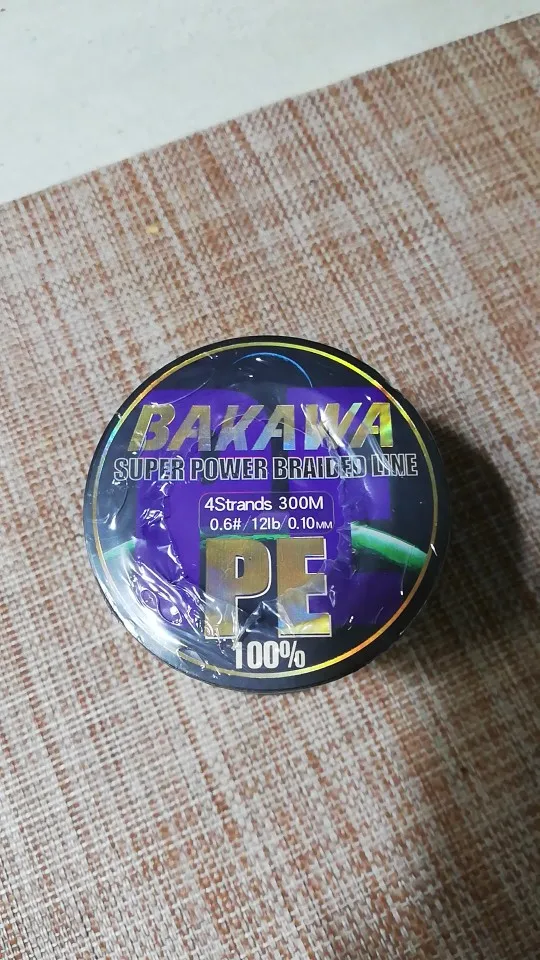 BAKAWA
SUPER POWER BRAIDED LINE
4Strands 300M
0.6#/12lb/0.10MM
PE
100%